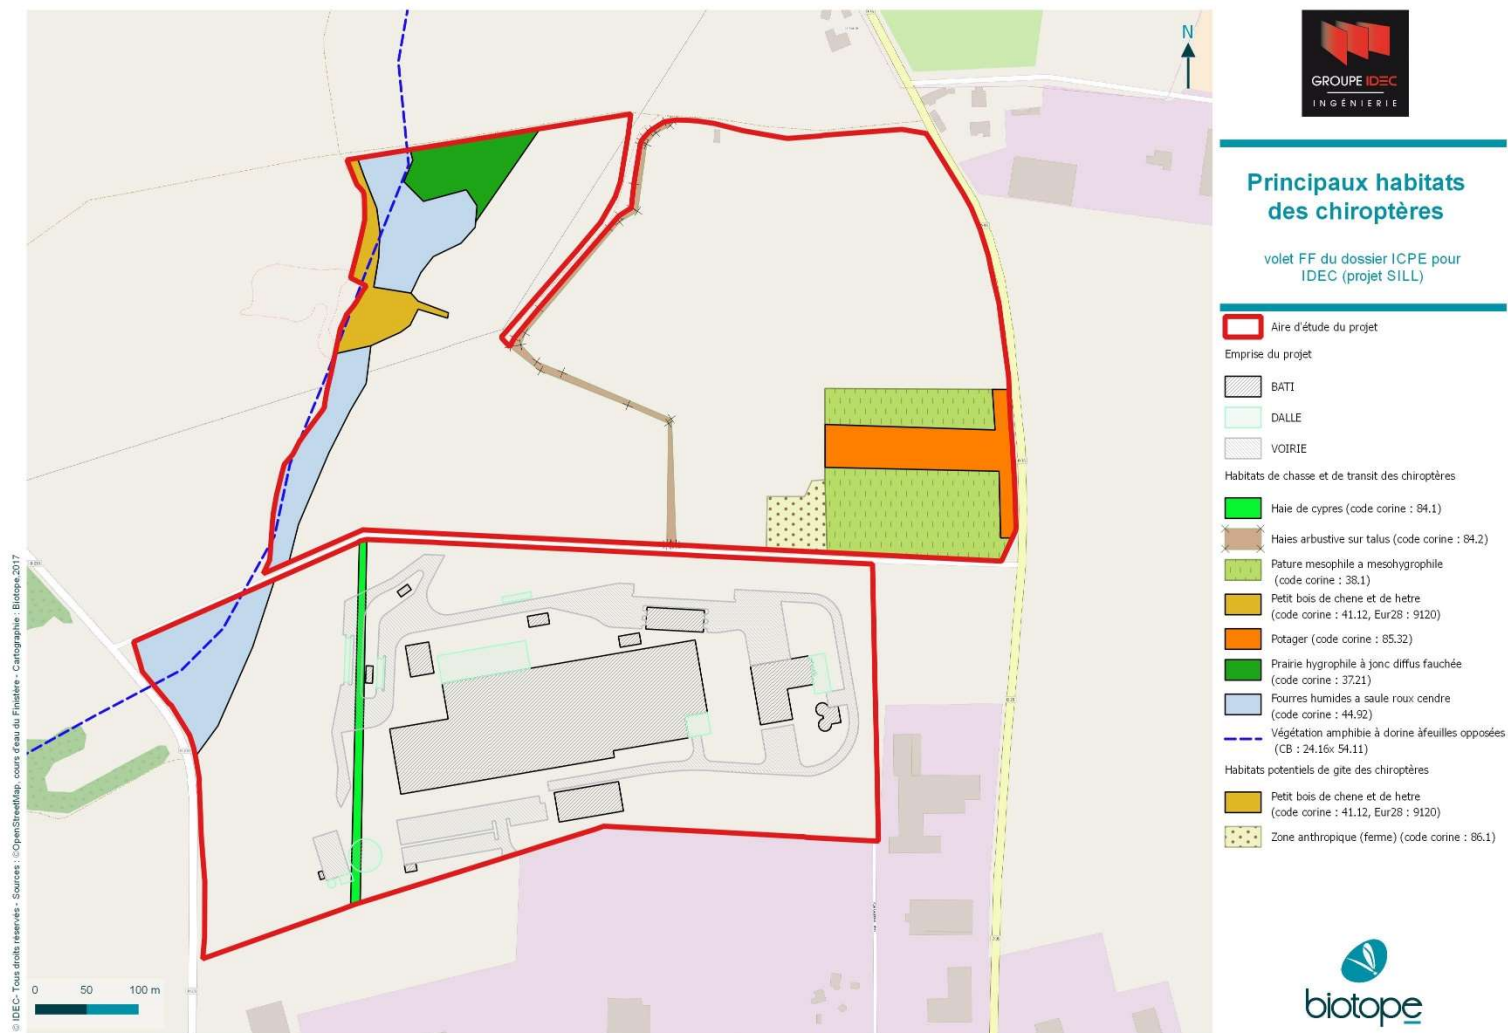 N
GROUPE IDEC
INGÉNIERIE
Principaux habitats
des chiroptères
volet FF du dossier ICPE pour
IDEC (projet SILL)
Aire d'étude du projet
Emprise du projet
BATI
DALLE
VOIRIE
Habitats de chasse et de transit des chiroptères
Haie de cypres (code corine : 84.1)
Haies arbustive sur talus (code corine : 84.2)
Pature mesophile a mesohygrophile
(code corine : 38.1)
Petit bois de chene et de hetre
(code corine : 41.12, Eur28 : 9120)
Potager (code corine : 85.32)
Prairie hygrophile à jonc diffus fauchée
(code corine : 37.21)
Fourres humides a saule roux cendre
(code corine : 44.92)
Végétation amphibie à dorine àfeuilles opposées
(CB : 24.16x 54.11)
Habitats potentiels de gite des chiroptères
Petit bois de chene et de hetre
(code corine : 41.12, Eur28 : 9120)
Zone anthropique (ferme) (code corine : 86.1)
biotope
0 50 100 m
© IDEC- Tous droits réservés - Sources : ©OpenStreetMap, cours d'eau du Finistère - Cartographie : Biotope,2017